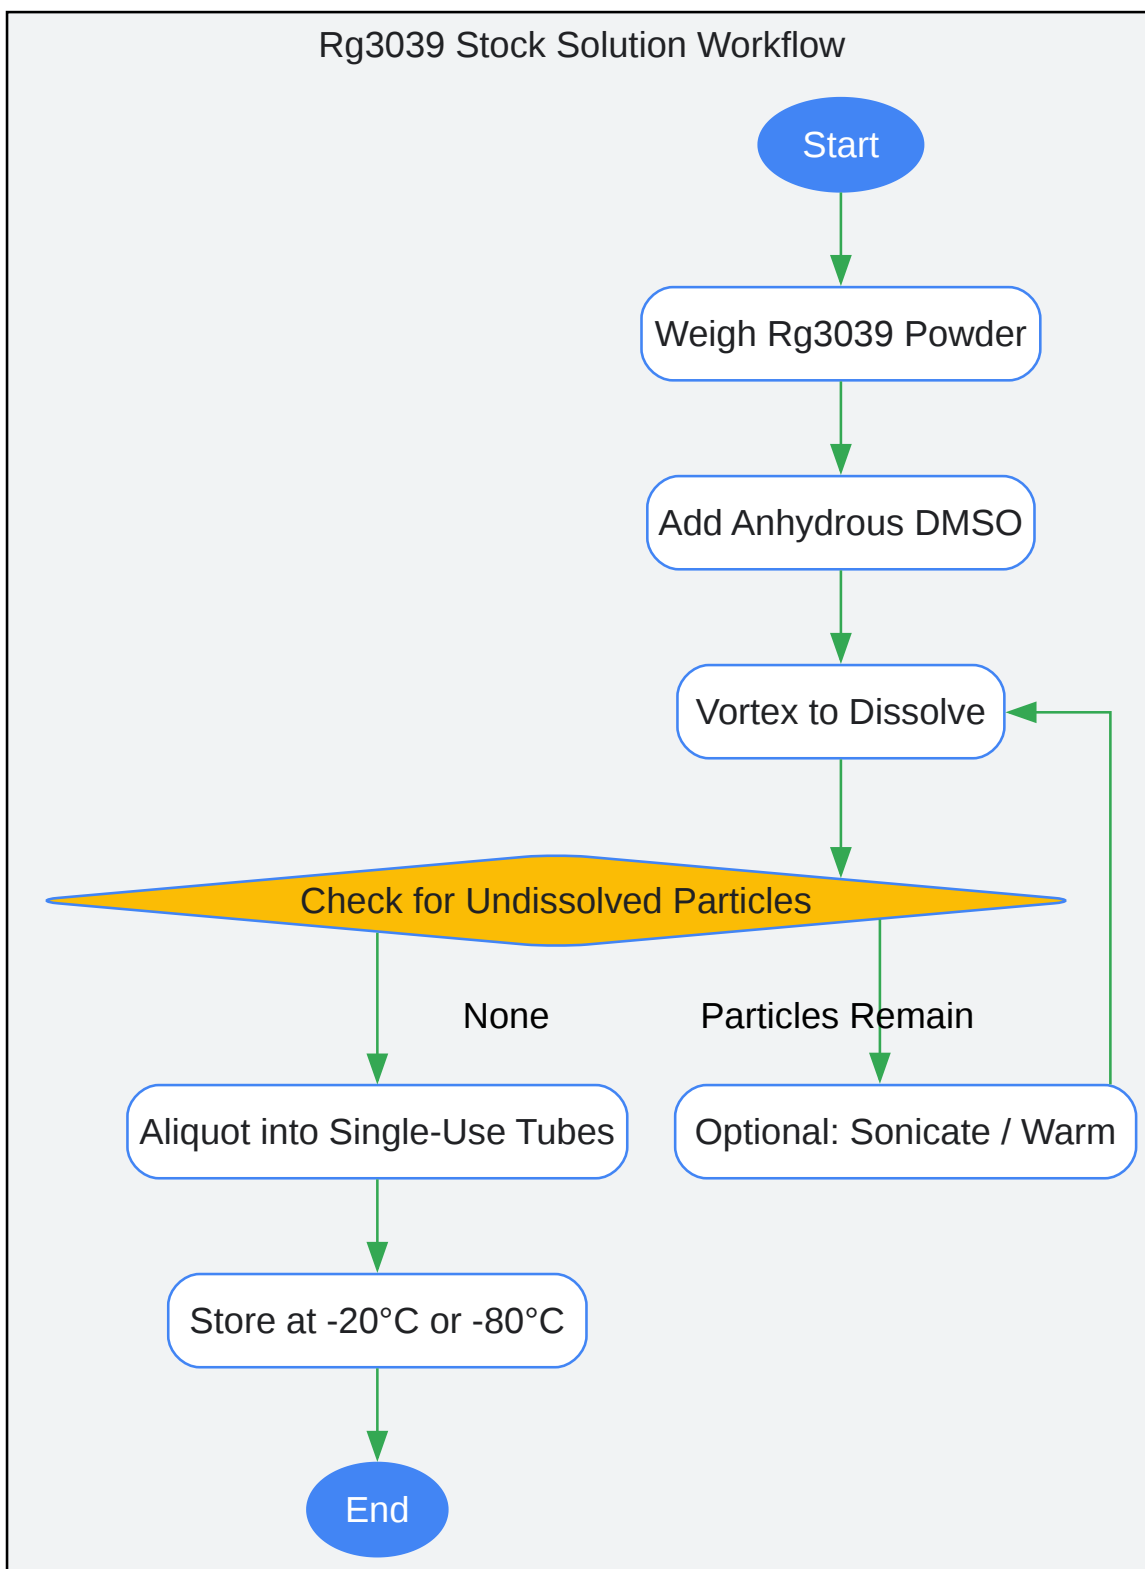 Rg3039 Stock Solution Workflow
Start
Weigh Rg3039 Powder
Add Anhydrous DMSO
Vortex to Dissolve
Check for Undissolved Particles
None
Particles Remain
Aliquot into Single-Use Tubes
Optional: Sonicate / Warm
Store at -20°C or -80°C
End